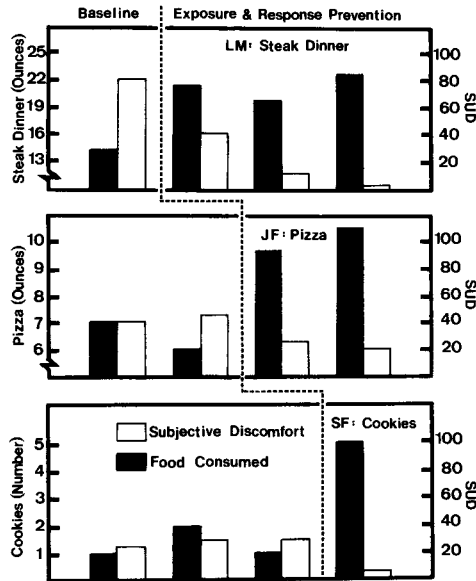 Baseline Exposure & Response Prevention
LM: Steak Dinner
Steak Dinner (Ounces)
25
22
19
16
13
100
80
60
40
20
SUD
JF: Pizza
Pizza (Ounces)
10
9
8
7
6
100
80
60
40
20
SUD
SF: Cookies
Subjective Discomfort
Food Consumed
Cookies (Number)
5
4
3
2
1
100
80
60
40
20
SUD